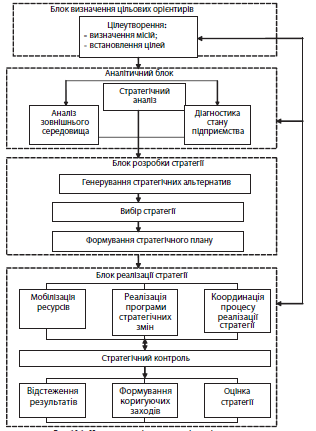 Блок визначення цільових орієнтирів
Цілеутворення:
- визначення місій;
- встановлення цілей
Аналітичний блок
Стратегічний
аналіз
Аналіз
зовнішнього
середовища
Діагностика
стану
підприємства
Блок розробки стратегії
Генерування стратегічних альтернатив
Вибір стратегії
Формування стратегічного плану
Блок реалізації стратегії
Мобілізація
ресурсів
Реалізація
програми
стратегічних
змін
Координація
процесу
реалізації
стратегії
Стратегічний контроль
Відстеження
результатів
Формування
коригуючих
заходів
Оцінка
стратегії